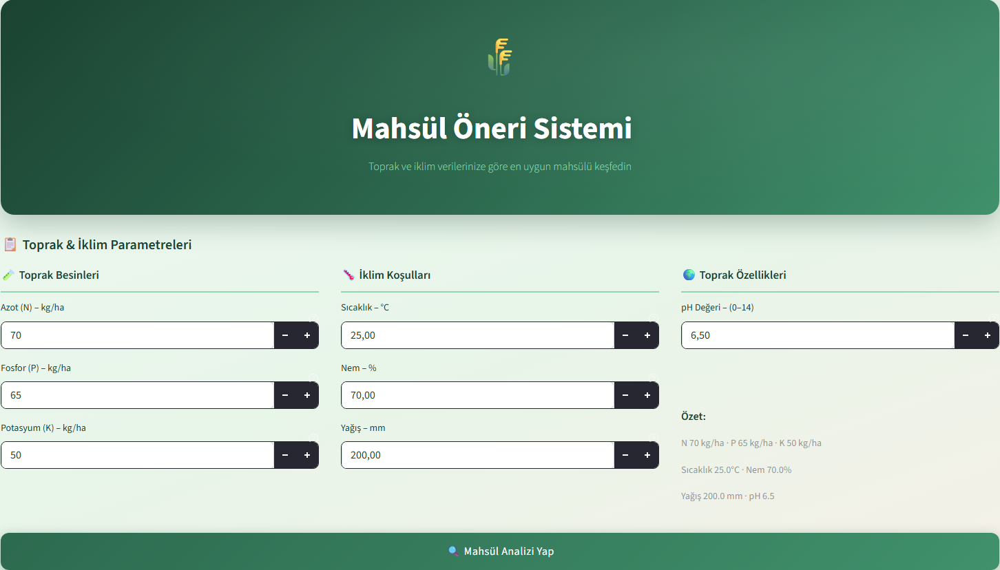 Mahsül Öneri Sistemi
Toprak ve iklim verilerinize göre en uygun mahsülü keşfedin
Toprak & İklim Parametreleri
Toprak Besinleri
Azot (N) – kg/ha
70
Fosfor (P) – kg/ha
65
Potasyum (K) – kg/ha
50
İklim Koşulları
Sıcaklık – °C
25,00
Nem – %
70,00
Yağış – mm
200,00
Toprak Özellikleri
pH Değeri – (0–14)
6,50
Özet:
N 70 kg/ha · P 65 kg/ha · K 50 kg/ha
Sıcaklık 25.0°C · Nem 70.0%
Yağış 200.0 mm · pH 6.5
Mahsül Analizi Yap